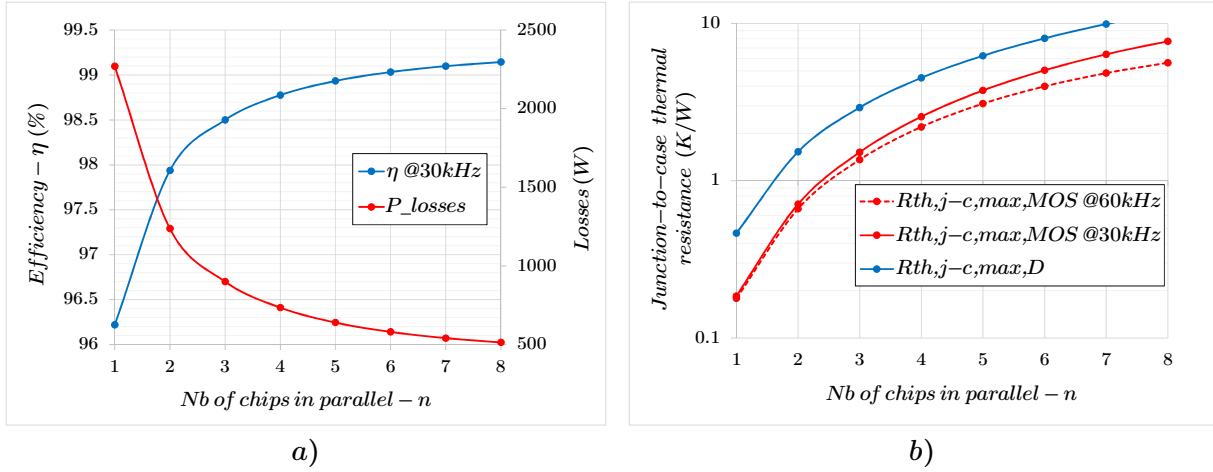 99.5
99
98.5
98
97.5
97
96.5
96
Efficiency – η (%)
2500
2000
1500
1000
500
Losses (W)
η @30kHz
P_losses
1 2 3 4 5 6 7 8
Nb of chips in parallel – n
a)
10
1
0.1
Junction-to-case thermal
resistance (K/W)
Rth,j–c,max,MOS @60kHz
Rth,j–c,max,MOS @30kHz
Rth,j–c,max,D
1 2 3 4 5 6 7 8
Nb of chips in parallel – n
b)